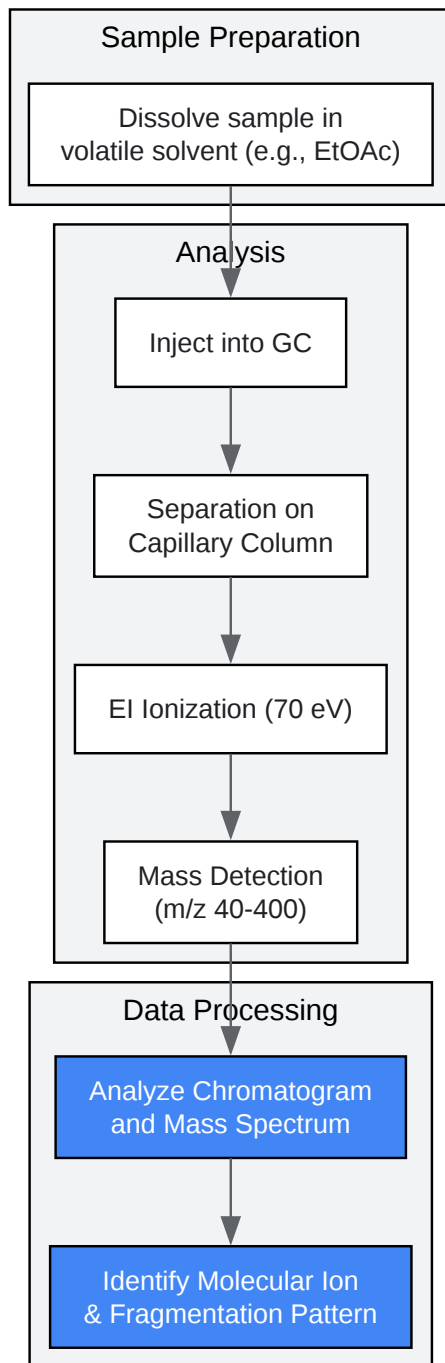 Sample Preparation
Dissolve sample in
volatile solvent (e.g., EtOAc)
Analysis
Inject into GC
Separation on
Capillary Column
EI Ionization (70 eV)
Mass Detection
(m/z 40-400)
Data Processing
Analyze Chromatogram
and Mass Spectrum
Identify Molecular Ion
& Fragmentation Pattern